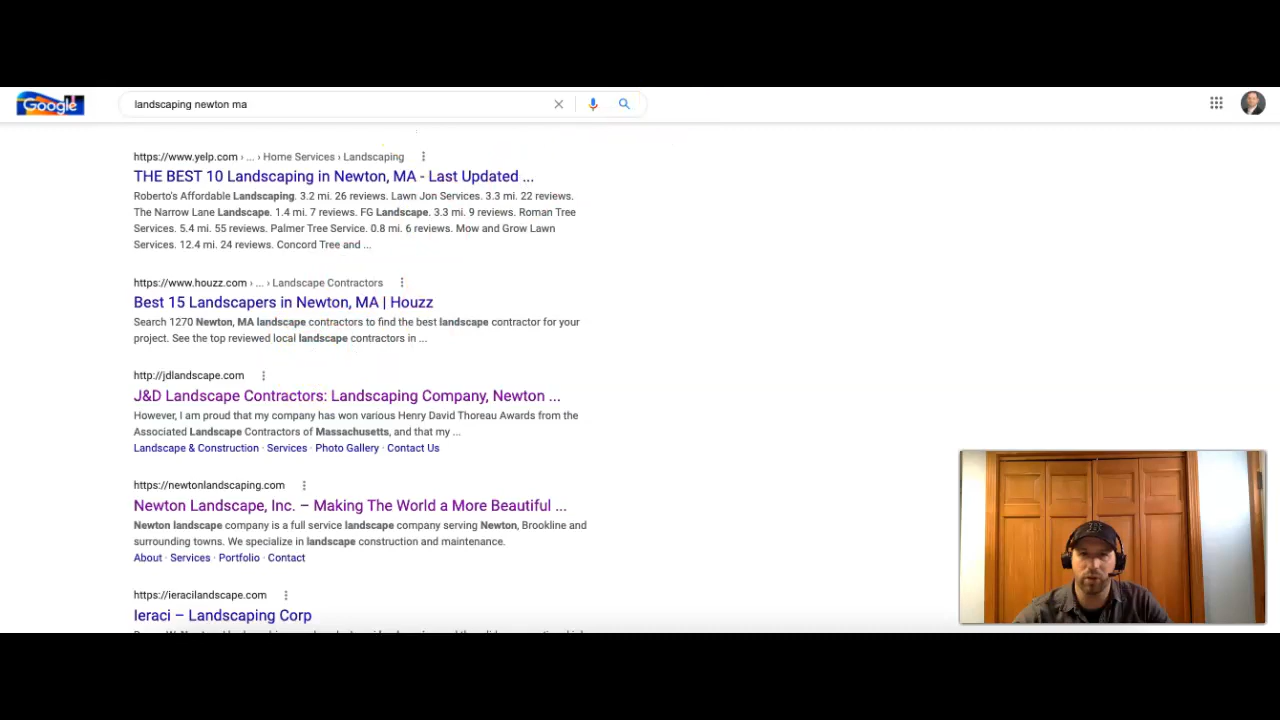 Google
landscaping newton ma
https://www.yelp.com › ... › Home Services › Landscaping
THE BEST 10 Landscaping in Newton, MA - Last Updated ...
Roberto's Affordable Landscaping. 3.2 mi. 26 reviews. Lawn Jon Services. 3.3 mi. 22 reviews.
The Narrow Lane Landscape. 1.4 mi. 7 reviews. FG Landscape. 3.3 mi. 9 reviews. Roman Tree
Services. 5.4 mi. 55 reviews. Palmer Tree Service. 0.8 mi. 6 reviews. Mow and Grow Lawn
Services. 12.4 mi. 24 reviews. Concord Tree and ...
https://www.houzz.com › ... › Landscape Contractors
Best 15 Landscapers in Newton, MA | Houzz
Search 1270 Newton, MA landscape contractors to find the best landscape contractor for your
project. See the top reviewed local landscape contractors in ...
http://jdlandscape.com
J&D Landscape Contractors: Landscaping Company, Newton ...
However, I am proud that my company has won various Henry David Thoreau Awards from the
Associated Landscape Contractors of Massachusetts, and that my ...
Landscape & Construction · Services · Photo Gallery · Contact Us
https://newtonlandscaping.com
Newton Landscape, Inc. – Making The World a More Beautiful ...
Newton landscape company is a full service landscape company serving Newton, Brookline and
surrounding towns. We specialize in landscape construction and maintenance.
About · Services · Portfolio · Contact
https://ieracilandscape.com
Ieraci – Landscaping Corp